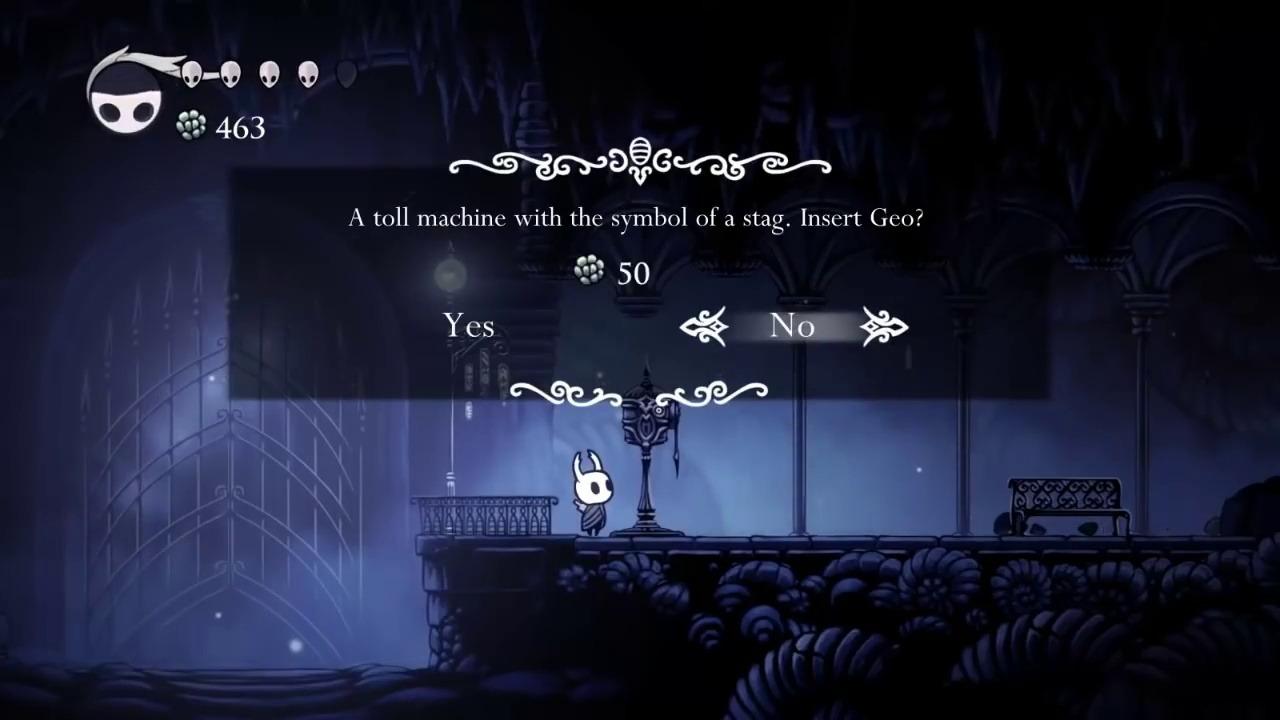 463
A toll machine with the symbol of a stag. Insert Geo?
50
Yes
No